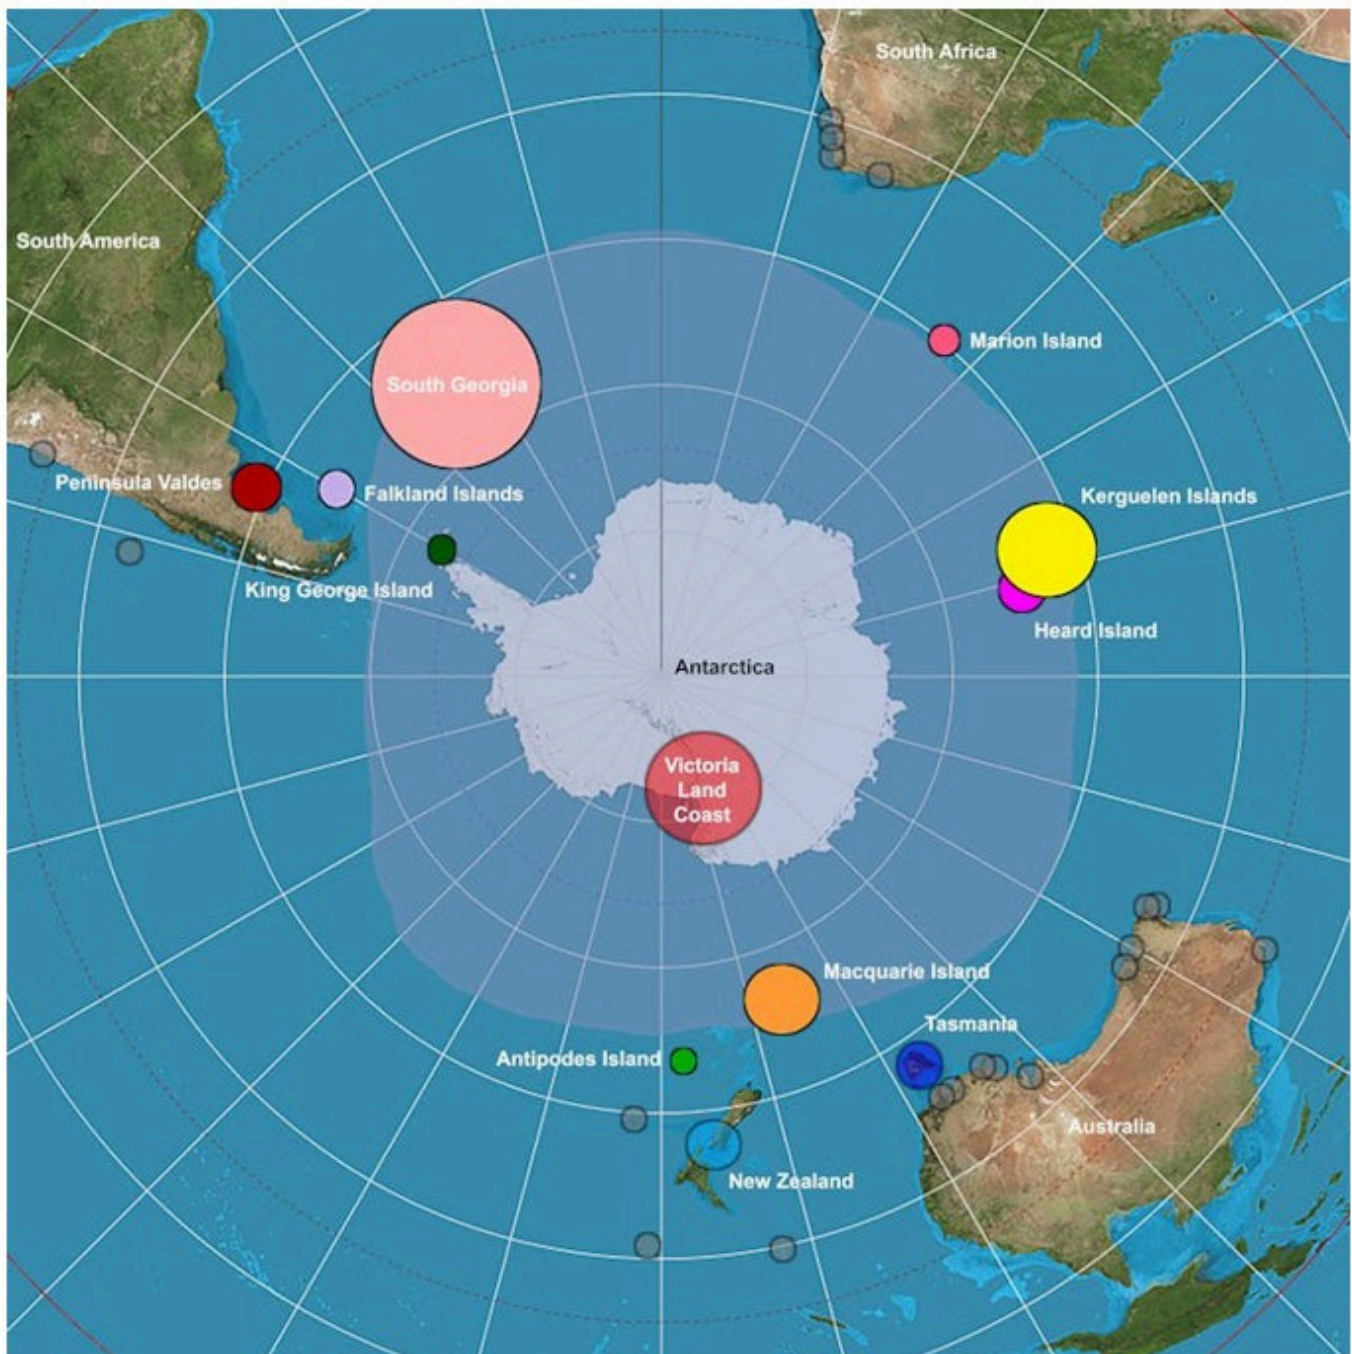 South Africa
South America
Marion Island
South Georgia
Peninsula Valdes
Falkland Islands
Kerguelen Islands
King George Island
Heard Island
Antarctica
Victoria
Land
Coast
Macquarie Island
Tasmania
Antipodes Island
Australia
New Zealand